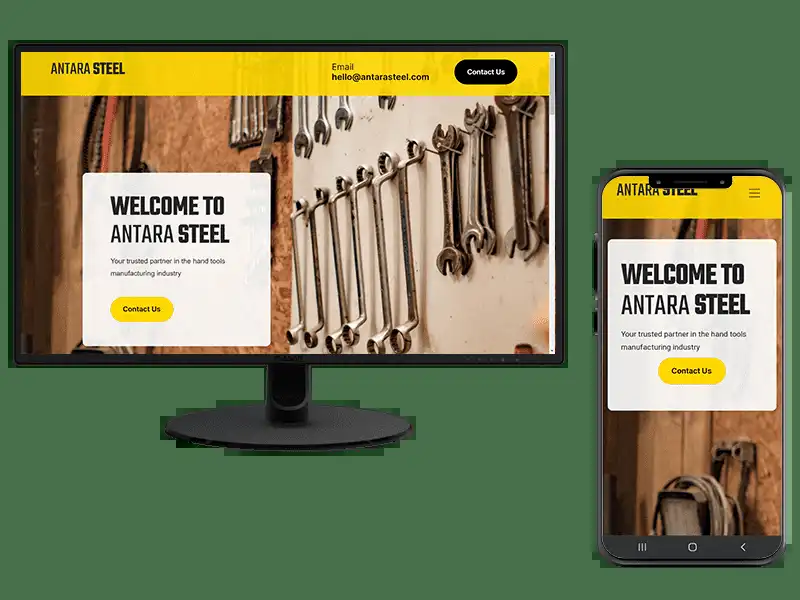 ANTARA STEEL
Email
hello@antarasteel.com
Contact Us
WELCOME TO
ANTARA STEEL
Your trusted partner in the hand tools
manufacturing industry
Contact Us
ANTARA STEEL
WELCOME TO
ANTARA STEEL
Your trusted partner in the hand tools
manufacturing industry
Contact Us